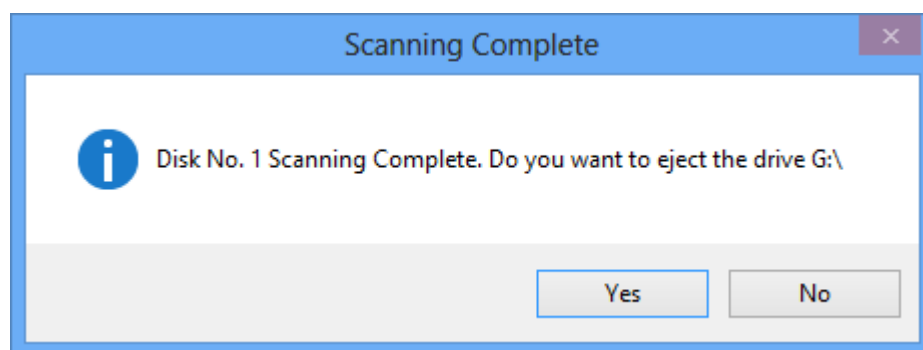 Scanning Complete
Disk No. 1 Scanning Complete. Do you want to eject the drive G:\
Yes
No